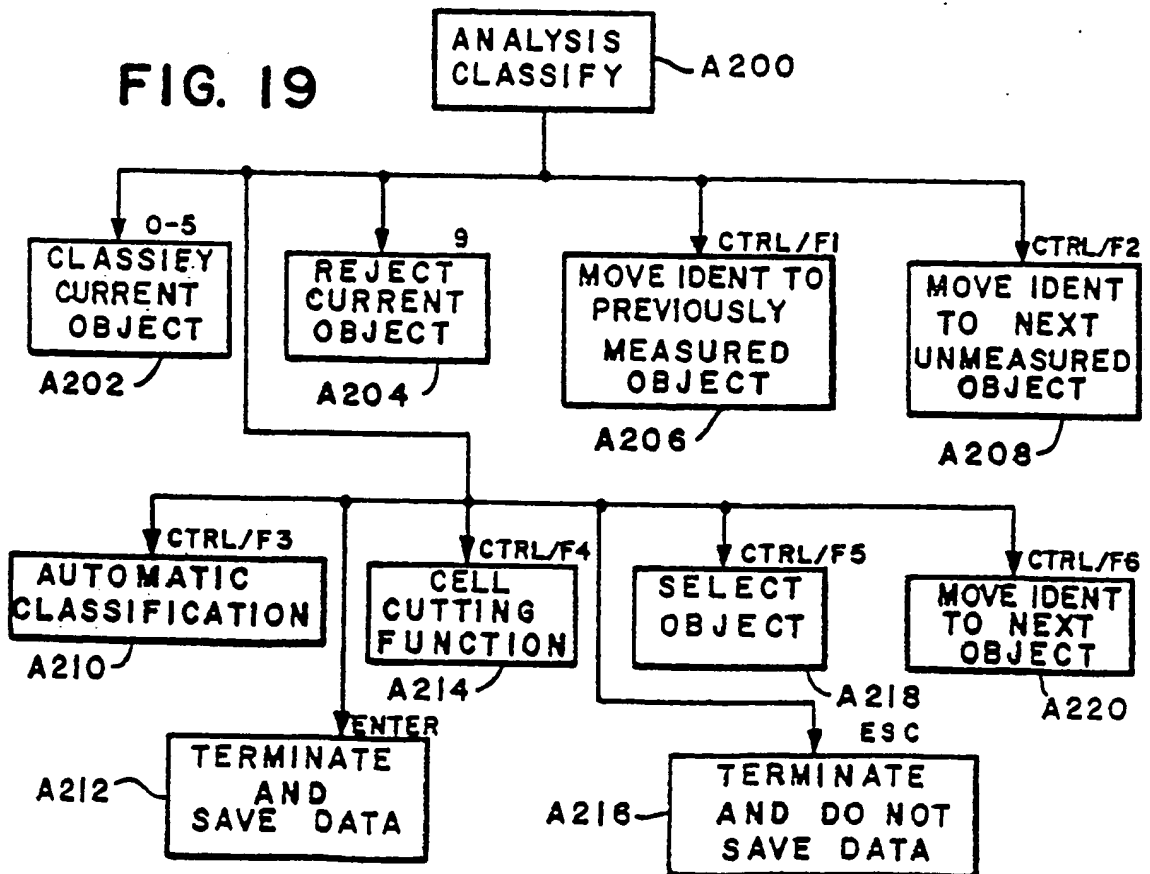 FIG. 19
ANALYSIS
CLASSIFY
A200
0-5
CLASSIEY
CURRENT
OBJECT
A202
9
REJECT
CURRENT
OBJECT
A204
CTRL/F1
MOVE IDENT TO
PREVIOUSLY
MEASURED
OBJECT
A206
CTRL/F2
MOVE IDENT
TO NEXT
UNMEASURED
OBJECT
A208
CTRL/F3
AUTOMATIC
CLASSIFICATION
A210
ENTER
TERMINATE
AND
SAVE DATA
A212
CTRL/F4
CELL
CUTTING
FUNCTION
A214
CTRL/F5
SELECT
OBJECT
A218
ESC
TERMINATE
AND DO NOT
SAVE DATA
A216
CTRL/F6
MOVE IDENT
TO NEXT
OBJECT
A220